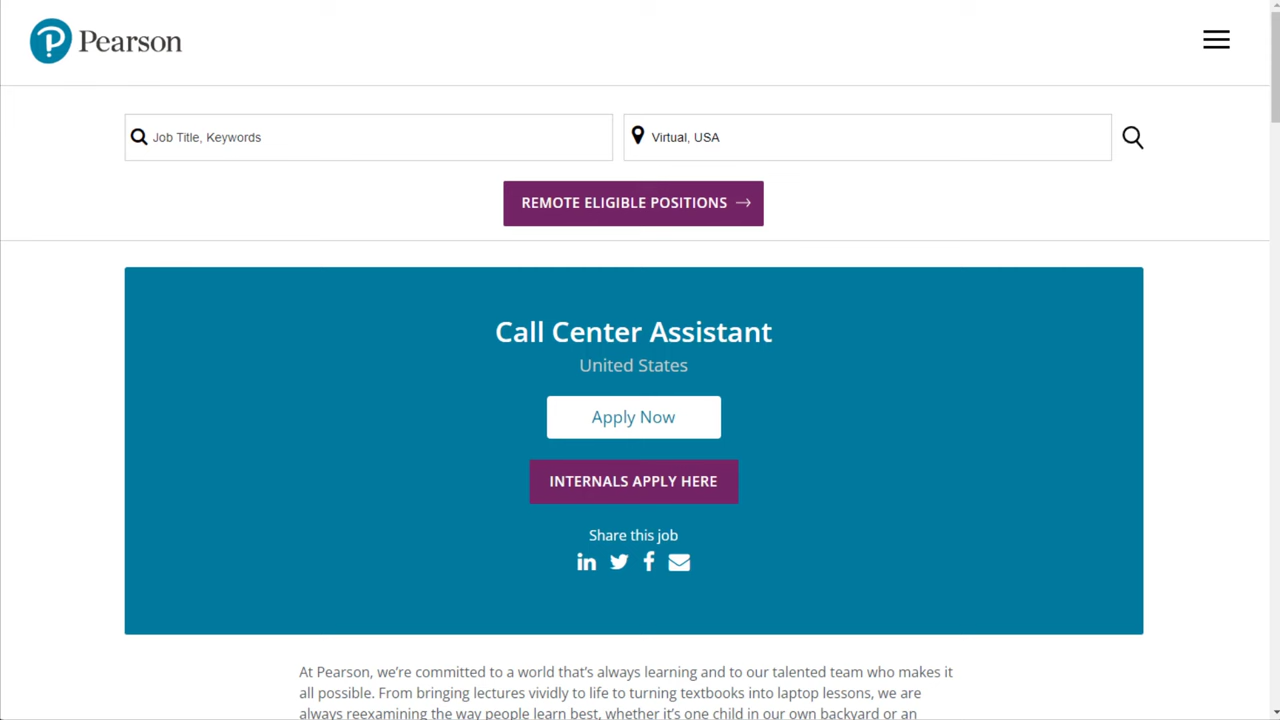 Pearson
Job Title, Keywords
Virtual, USA
REMOTE ELIGIBLE POSITIONS →
Call Center Assistant
United States
Apply Now
INTERNALS APPLY HERE
Share this job
At Pearson, we're committed to a world that's always learning and to our talented team who makes it
all possible. From bringing lectures vividly to life to turning textbooks into laptop lessons, we are
always reexamining the way people learn best, whether it's one child in our own backyard or an